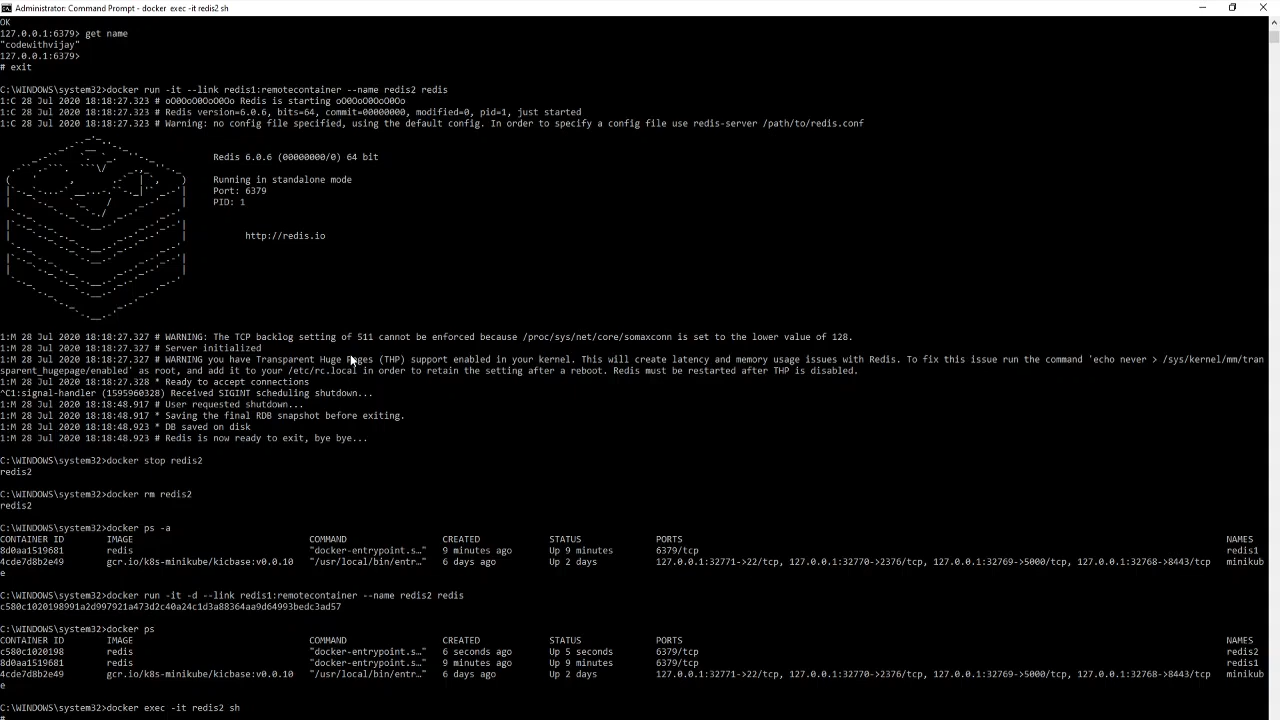 Administrator: Command Prompt - docker exec -it redis2 sh
OK
127.0.0.1:6379> get name
"codewithvijay"
127.0.0.1:6379>
# exit
C:\WINDOWS\system32>docker run -it --link redis1:remotecontainer --name redis2 redis
1:C 28 Jul 2020 18:18:27.323 # oO0OoO0OoO0Oo Redis is starting oO0OoO0OoO0Oo
1:C 28 Jul 2020 18:18:27.323 # Redis version=6.0.6, bits=64, commit=00000000, modified=0, pid=1, just started
1:C 28 Jul 2020 18:18:27.323 # Warning: no config file specified, using the default config. In order to specify a config file use redis-server /path/to/redis.conf
Redis 6.0.6 (00000000/0) 64 bit
Running in standalone mode
Port: 6379
PID: 1
http://redis.io
1:M 28 Jul 2020 18:18:27.327 # WARNING: The TCP backlog setting of 511 cannot be enforced because /proc/sys/net/core/somaxconn is set to the lower value of 128.
1:M 28 Jul 2020 18:18:27.327 # Server initialized
1:M 28 Jul 2020 18:18:27.327 # WARNING you have Transparent Huge Pages (THP) support enabled in your kernel. This will create latency and memory usage issues with Redis. To fix this issue run the command 'echo never > /sys/kernel/mm/tran
sparent_hugepage/enabled' as root, and add it to your /etc/rc.local in order to retain the setting after a reboot. Redis must be restarted after THP is disabled.
1:M 28 Jul 2020 18:18:27.328 * Ready to accept connections
^C1:signal-handler (1595960328) Received SIGINT scheduling shutdown...
1:M 28 Jul 2020 18:18:48.917 # User requested shutdown...
1:M 28 Jul 2020 18:18:48.917 * Saving the final RDB snapshot before exiting.
1:M 28 Jul 2020 18:18:48.923 * DB saved on disk
1:M 28 Jul 2020 18:18:48.923 # Redis is now ready to exit, bye bye...
C:\WINDOWS\system32>docker stop redis2
redis2
C:\WINDOWS\system32>docker rm redis2
redis2
C:\WINDOWS\system32>docker ps -a
CONTAINER ID IMAGE COMMAND CREATED STATUS PORTS NAMES
8d0aa1519681 redis "docker-entrypoint.s…" 9 minutes ago Up 9 minutes 6379/tcp redis1
4cde7d8b2e49 gcr.io/k8s-minikube/kicbase:v0.0.10 "/usr/local/bin/entr…" 6 days ago Up 2 days 127.0.0.1:32771->22/tcp, 127.0.0.1:32770->2376/tcp, 127.0.0.1:32769->5000/tcp, 127.0.0.1:32768->8443/tcp minikub
e
C:\WINDOWS\system32>docker run -it -d --link redis1:remotecontainer --name redis2 redis
c580c1020198991a2d997921a473d2c40a24c1d3a88364aa9d64993bedc3ad57
C:\WINDOWS\system32>docker ps
CONTAINER ID IMAGE COMMAND CREATED STATUS PORTS NAMES
c580c1020198 redis "docker-entrypoint.s…" 6 seconds ago Up 5 seconds 6379/tcp redis2
8d0aa1519681 redis "docker-entrypoint.s…" 9 minutes ago Up 9 minutes 6379/tcp redis1
4cde7d8b2e49 gcr.io/k8s-minikube/kicbase:v0.0.10 "/usr/local/bin/entr…" 6 days ago Up 2 days 127.0.0.1:32771->22/tcp, 127.0.0.1:32770->2376/tcp, 127.0.0.1:32769->5000/tcp, 127.0.0.1:32768->8443/tcp minikub
e
C:\WINDOWS\system32>docker exec -it redis2 sh
#